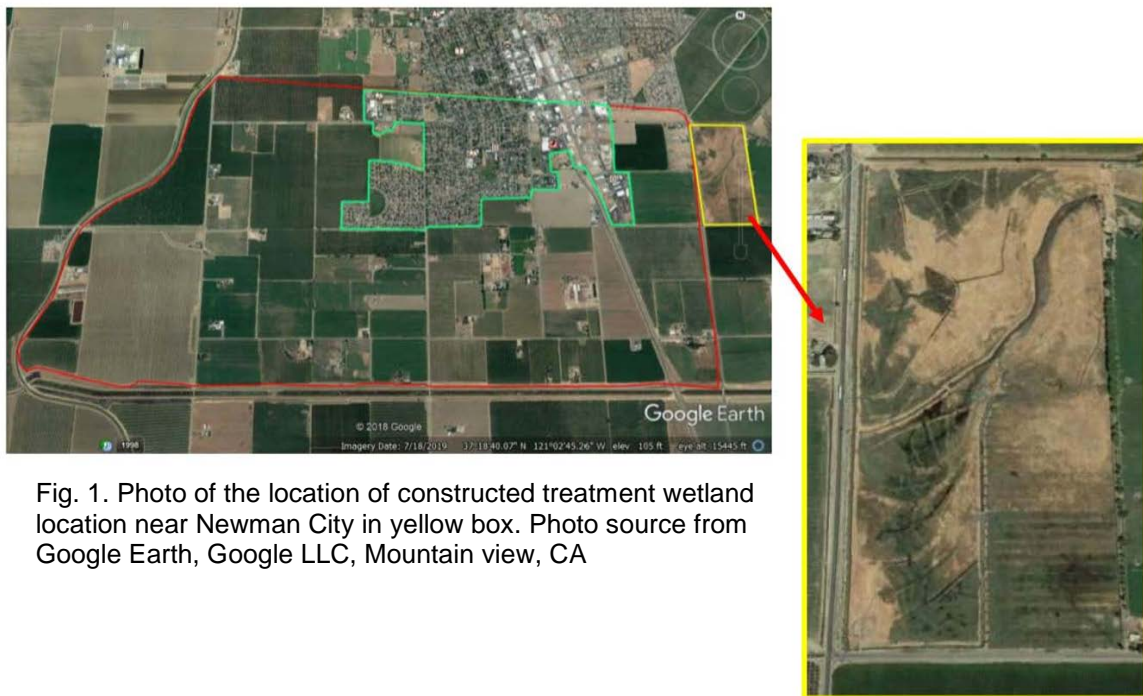 N
Google Earth
© 2018 Google
1998
Imagery Date: 7/18/2019 37°18'40.07" N 121°02'45.26" W elev 105 ft eye alt 15445 ft
Fig. 1. Photo of the location of constructed treatment wetland
location near Newman City in yellow box. Photo source from
Google Earth, Google LLC, Mountain view, CA